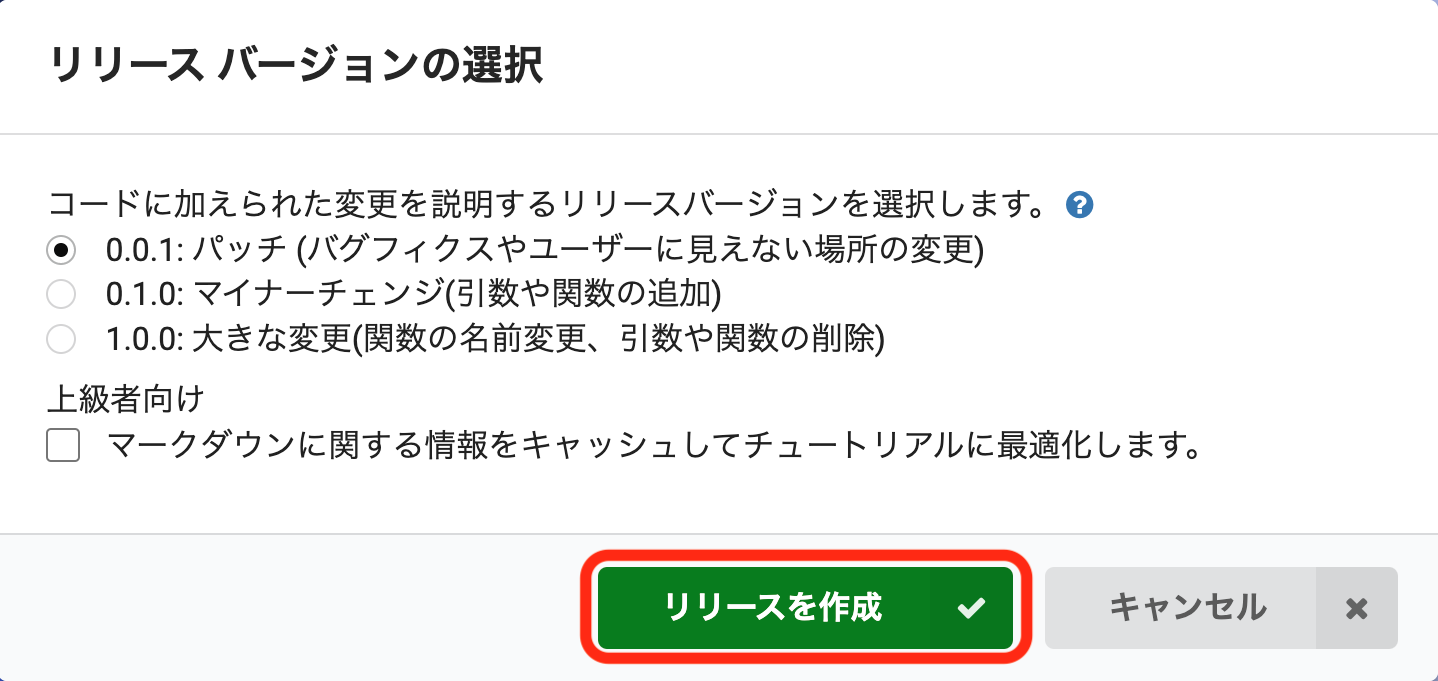 リリース バージョンの選択
コードに加えられた変更を説明するリリースバージョンを選択します。 ?
0.0.1: パッチ (バグフィクスやユーザーに見えない場所の変更)
0.1.0: マイナーチェンジ(引数や関数の追加)
1.0.0: 大きな変更(関数の名前変更、引数や関数の削除)
上級者向け
マークダウンに関する情報をキャッシュしてチュートリアルに最適化します。
リリースを作成
キャンセル